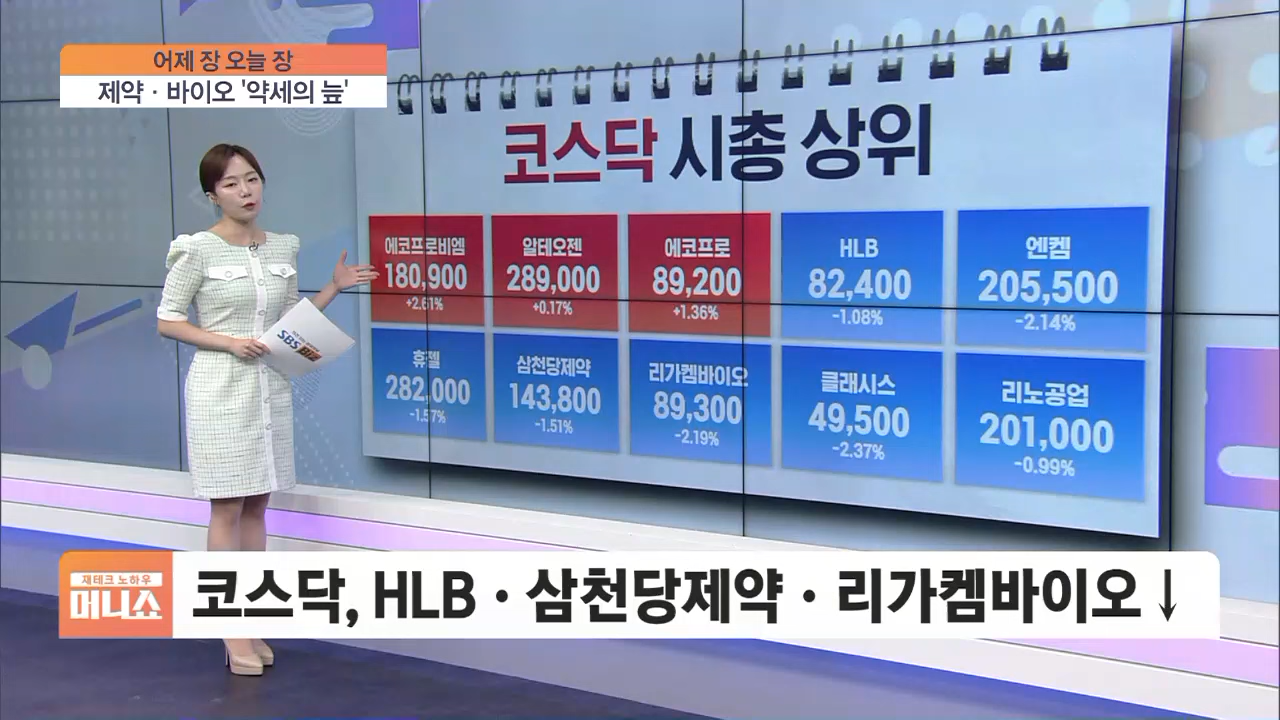 어제 장 오늘 장
제약·바이오 '약세의 늪'
코스닥 시총 상위
에코프로비엠
180,900
+2.61%
알테오젠
289,000
+0.17%
에코프로
89,200
+1.36%
HLB
82,400
-1.08%
엔켐
205,500
-2.14%
휴젤
282,000
-1.57%
삼천당제약
143,800
-1.51%
리가켐바이오
89,300
-2.19%
클래시스
49,500
-2.37%
리노공업
201,000
-0.99%
SBS Biz
재테크 노하우
머니쇼
코스닥, HLB·삼천당제약·리가켐바이오↓